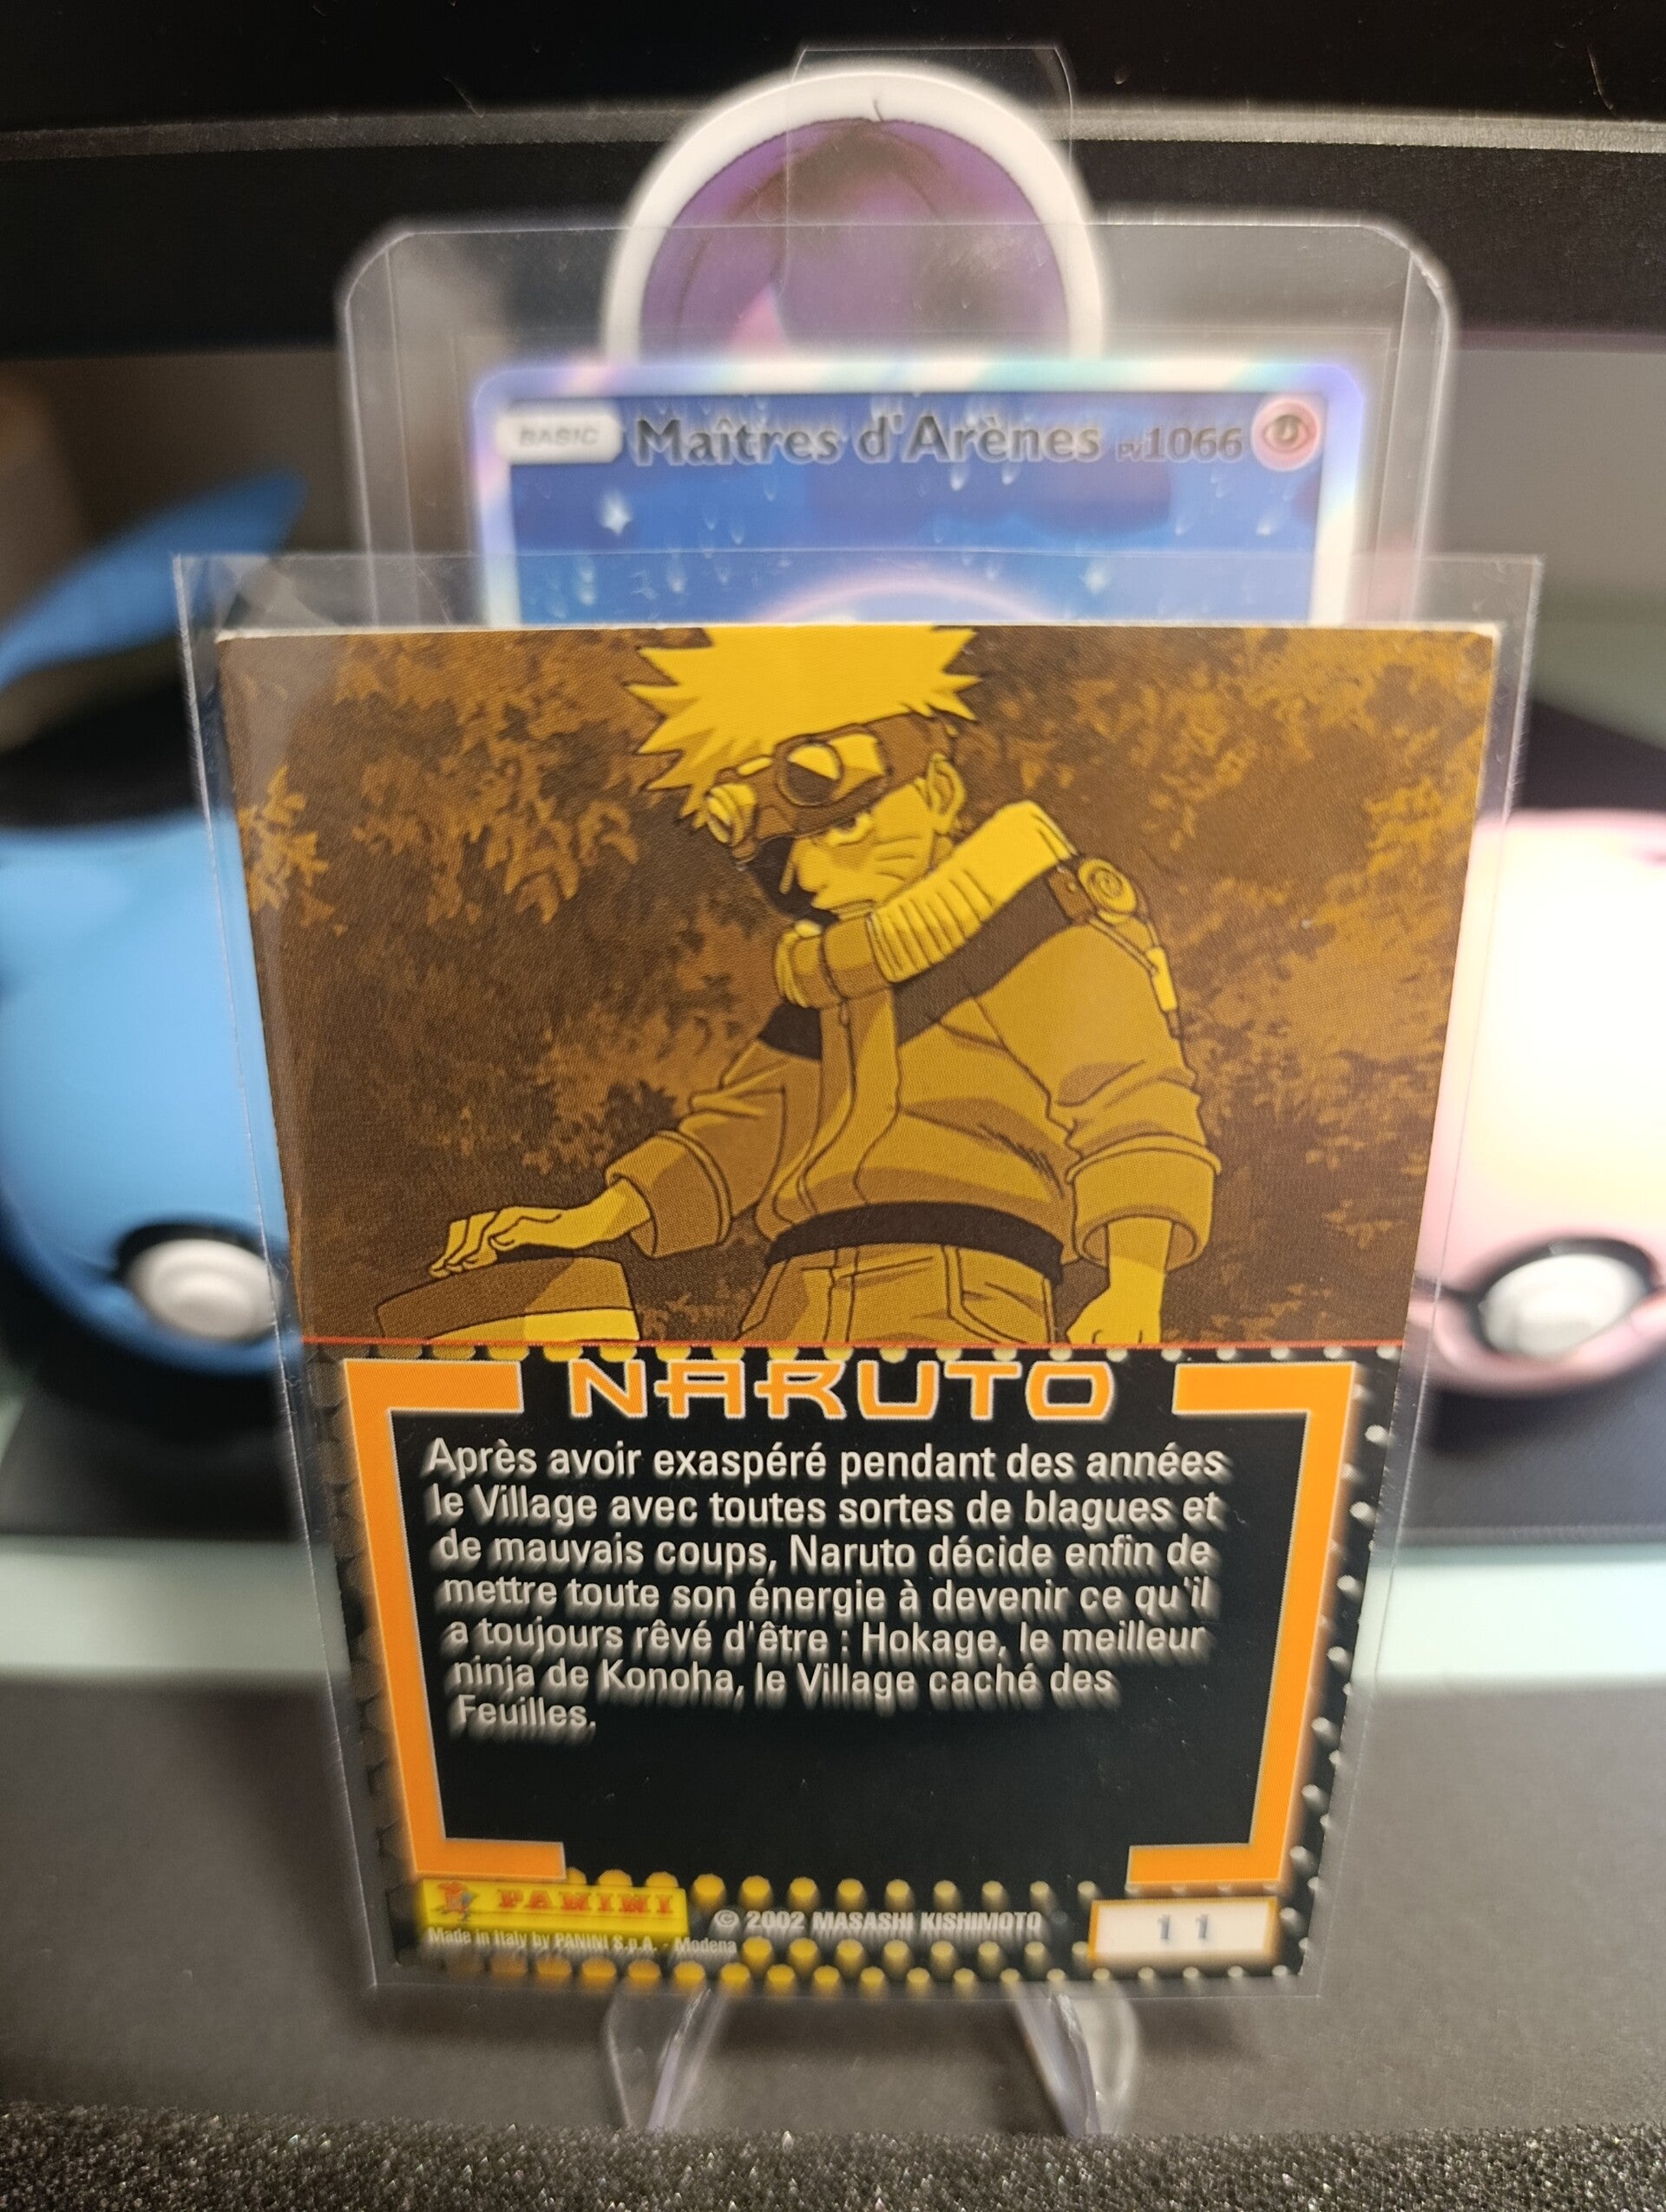 BASIC Maîtres d'Arènes PV1066
NARUTO
Après avoir exaspéré pendant des années
le Village avec toutes sortes de blagues et
de mauvais coups, Naruto décide enfin de
mettre toute son énergie à devenir ce qu'il
a toujours rêvé d'être : Hokage, le meilleur
ninja de Konoha, le Village caché des
Feuilles.
PANINI
© 2002 MASASHI KISHIMOTO
11
Made in Italy by PANINI S.p.A. - Modena